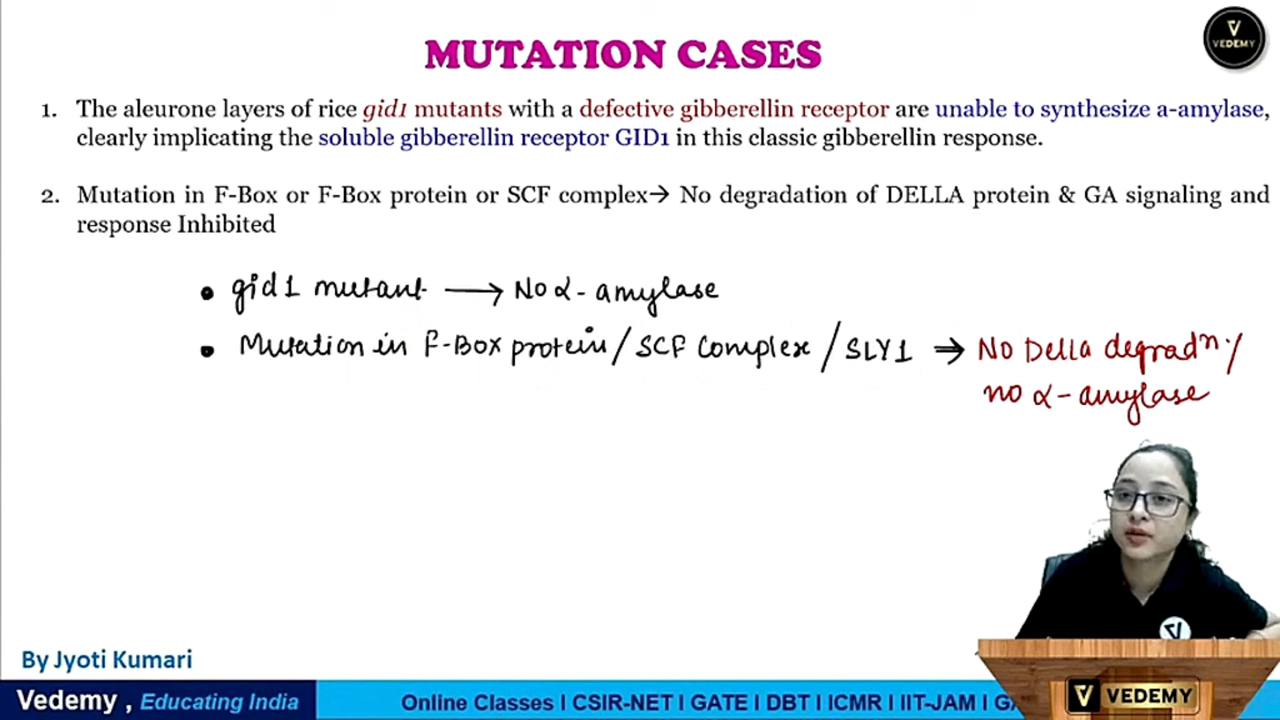 MUTATION CASES
VEDEMY
1. The aleurone layers of rice gid1 mutants with a defective gibberellin receptor are unable to synthesize a-amylase,
clearly implicating the soluble gibberellin receptor GID1 in this classic gibberellin response.
2. Mutation in F-Box or F-Box protein or SCF complex→ No degradation of DELLA protein & GA signaling and
response Inhibited
• gid1 mutant → No α-amylase
• Mutation in F-Box protein/SCF Complex/SLY1 ⇒ No Della degradn./
no α-amylase
By Jyoti Kumari
Vedemy , Educating India
Online Classes I CSIR-NET I GATE I DBT I ICMR I IIT-JAM I
VEDEMY